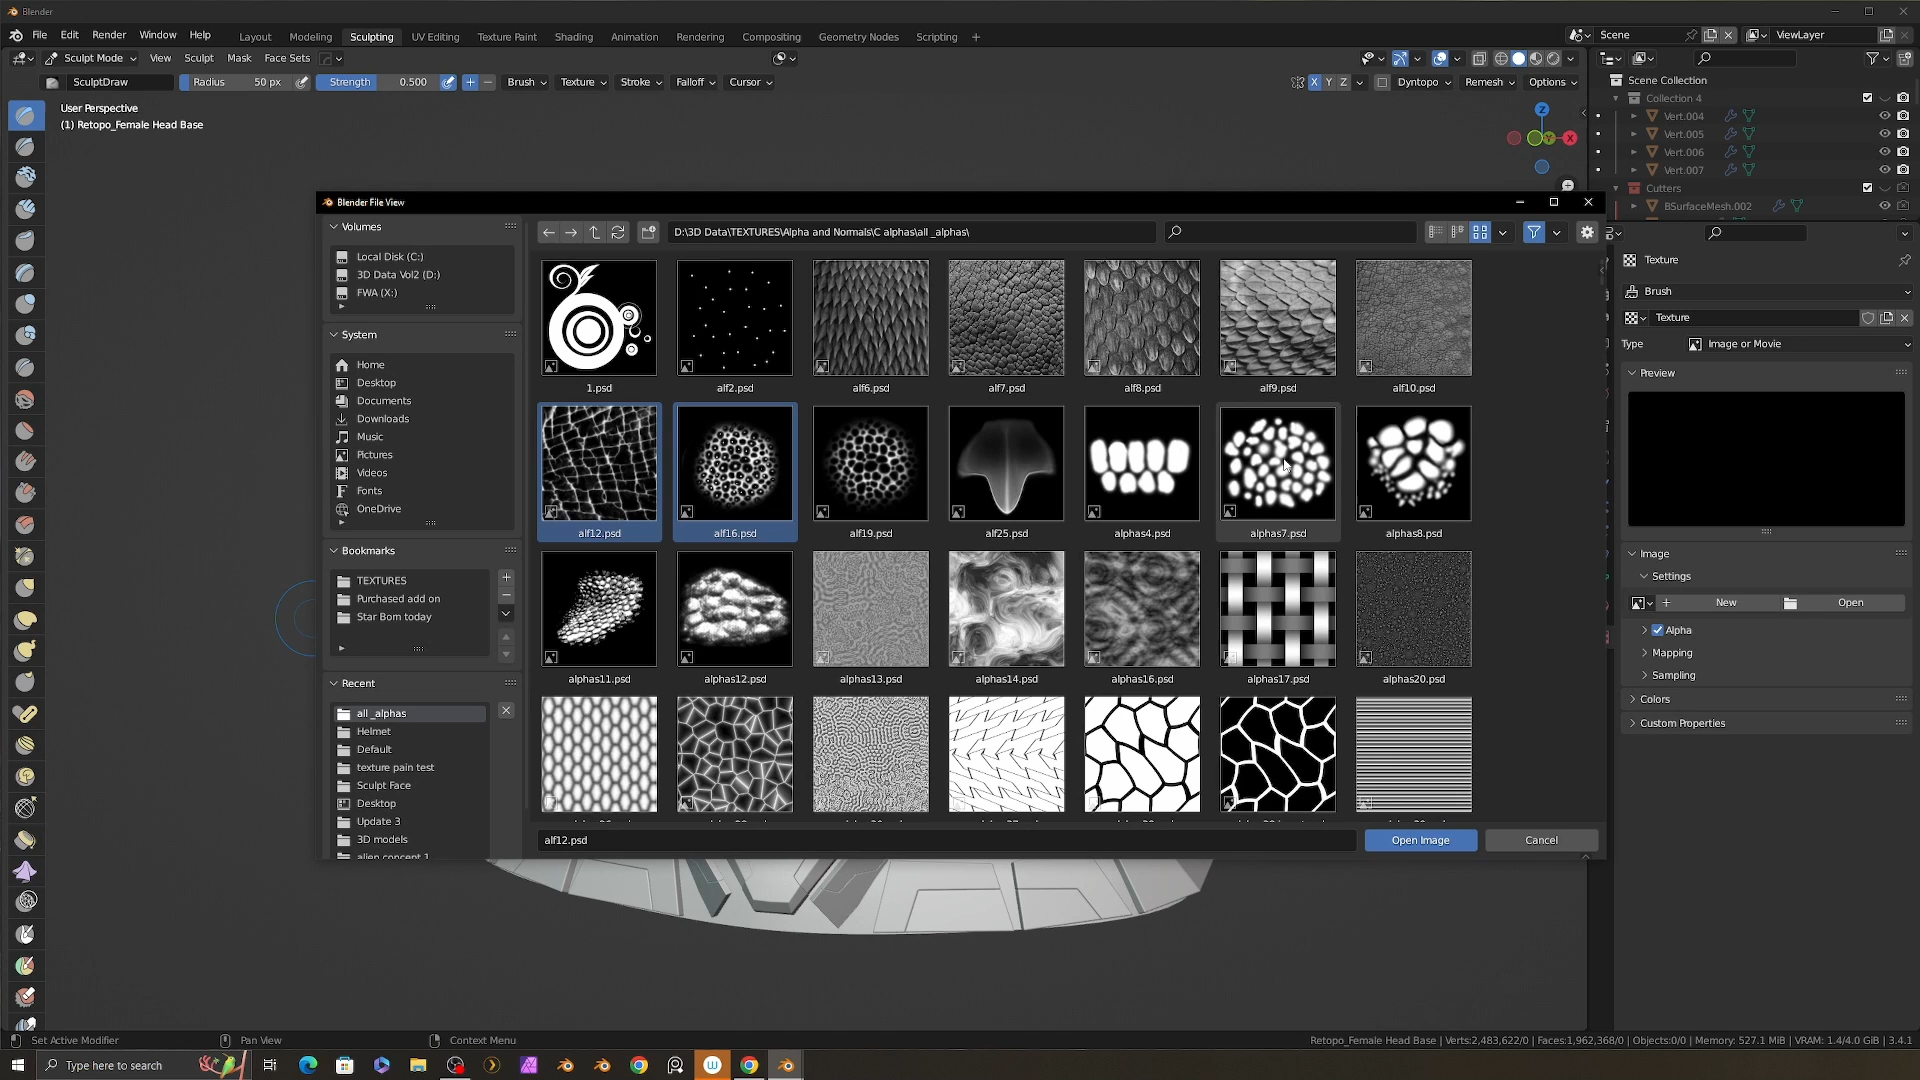 Blender
File Edit Render Window Help Layout Modeling Sculpting UV Editing Texture Paint Shading Animation Rendering Compositing Geometry Nodes Scripting + Scene ViewLayer
Sculpt Mode View Sculpt Mask Face Sets
SculptDraw Radius 50 px Strength 0.500 Brush Texture Stroke Falloff Cursor X Y Z Dyntopo Remesh Options
User Perspective
(1) Retopo_Female Head Base
Z
Y
X
Scene Collection
Collection 4
Vert.004
Vert.005
Vert.006
Vert.007
Cutters
BSurfaceMesh.002
Blender File View
Volumes
Local Disk (C:)
3D Data Vol2 (D:)
FWA (X:)
System
Home
Desktop
Documents
Downloads
Music
Pictures
Videos
Fonts
OneDrive
Bookmarks
TEXTURES
Purchased add on
Star Bom today
Recent
all _alphas
Helmet
Default
texture pain test
Sculpt Face
Desktop
Update 3
3D models
alien concept 1
D:\3D Data\TEXTURES\Alpha and Normals\C alphas\all _alphas\
1.psd alf2.psd alf6.psd alf7.psd alf8.psd alf9.psd alf10.psd
alf12.psd alf16.psd alf19.psd alf25.psd alphas4.psd alphas7.psd alphas8.psd
alphas11.psd alphas12.psd alphas13.psd alphas14.psd alphas16.psd alphas17.psd alphas20.psd
alf12.psd Open Image Cancel
Texture
Brush
Texture
Type Image or Movie
Preview
Image
Settings
New Open
Alpha
Mapping
Sampling
Colors
Custom Properties
Set Active Modifier Pan View Context Menu Retopo_Female Head Base | Verts:2,483,622/0 | Faces:1,962,368/0 | Objects:0/0 | Memory: 527.1 MiB | VRAM: 1.4/4.0 GiB | 3.4.1
Type here to search